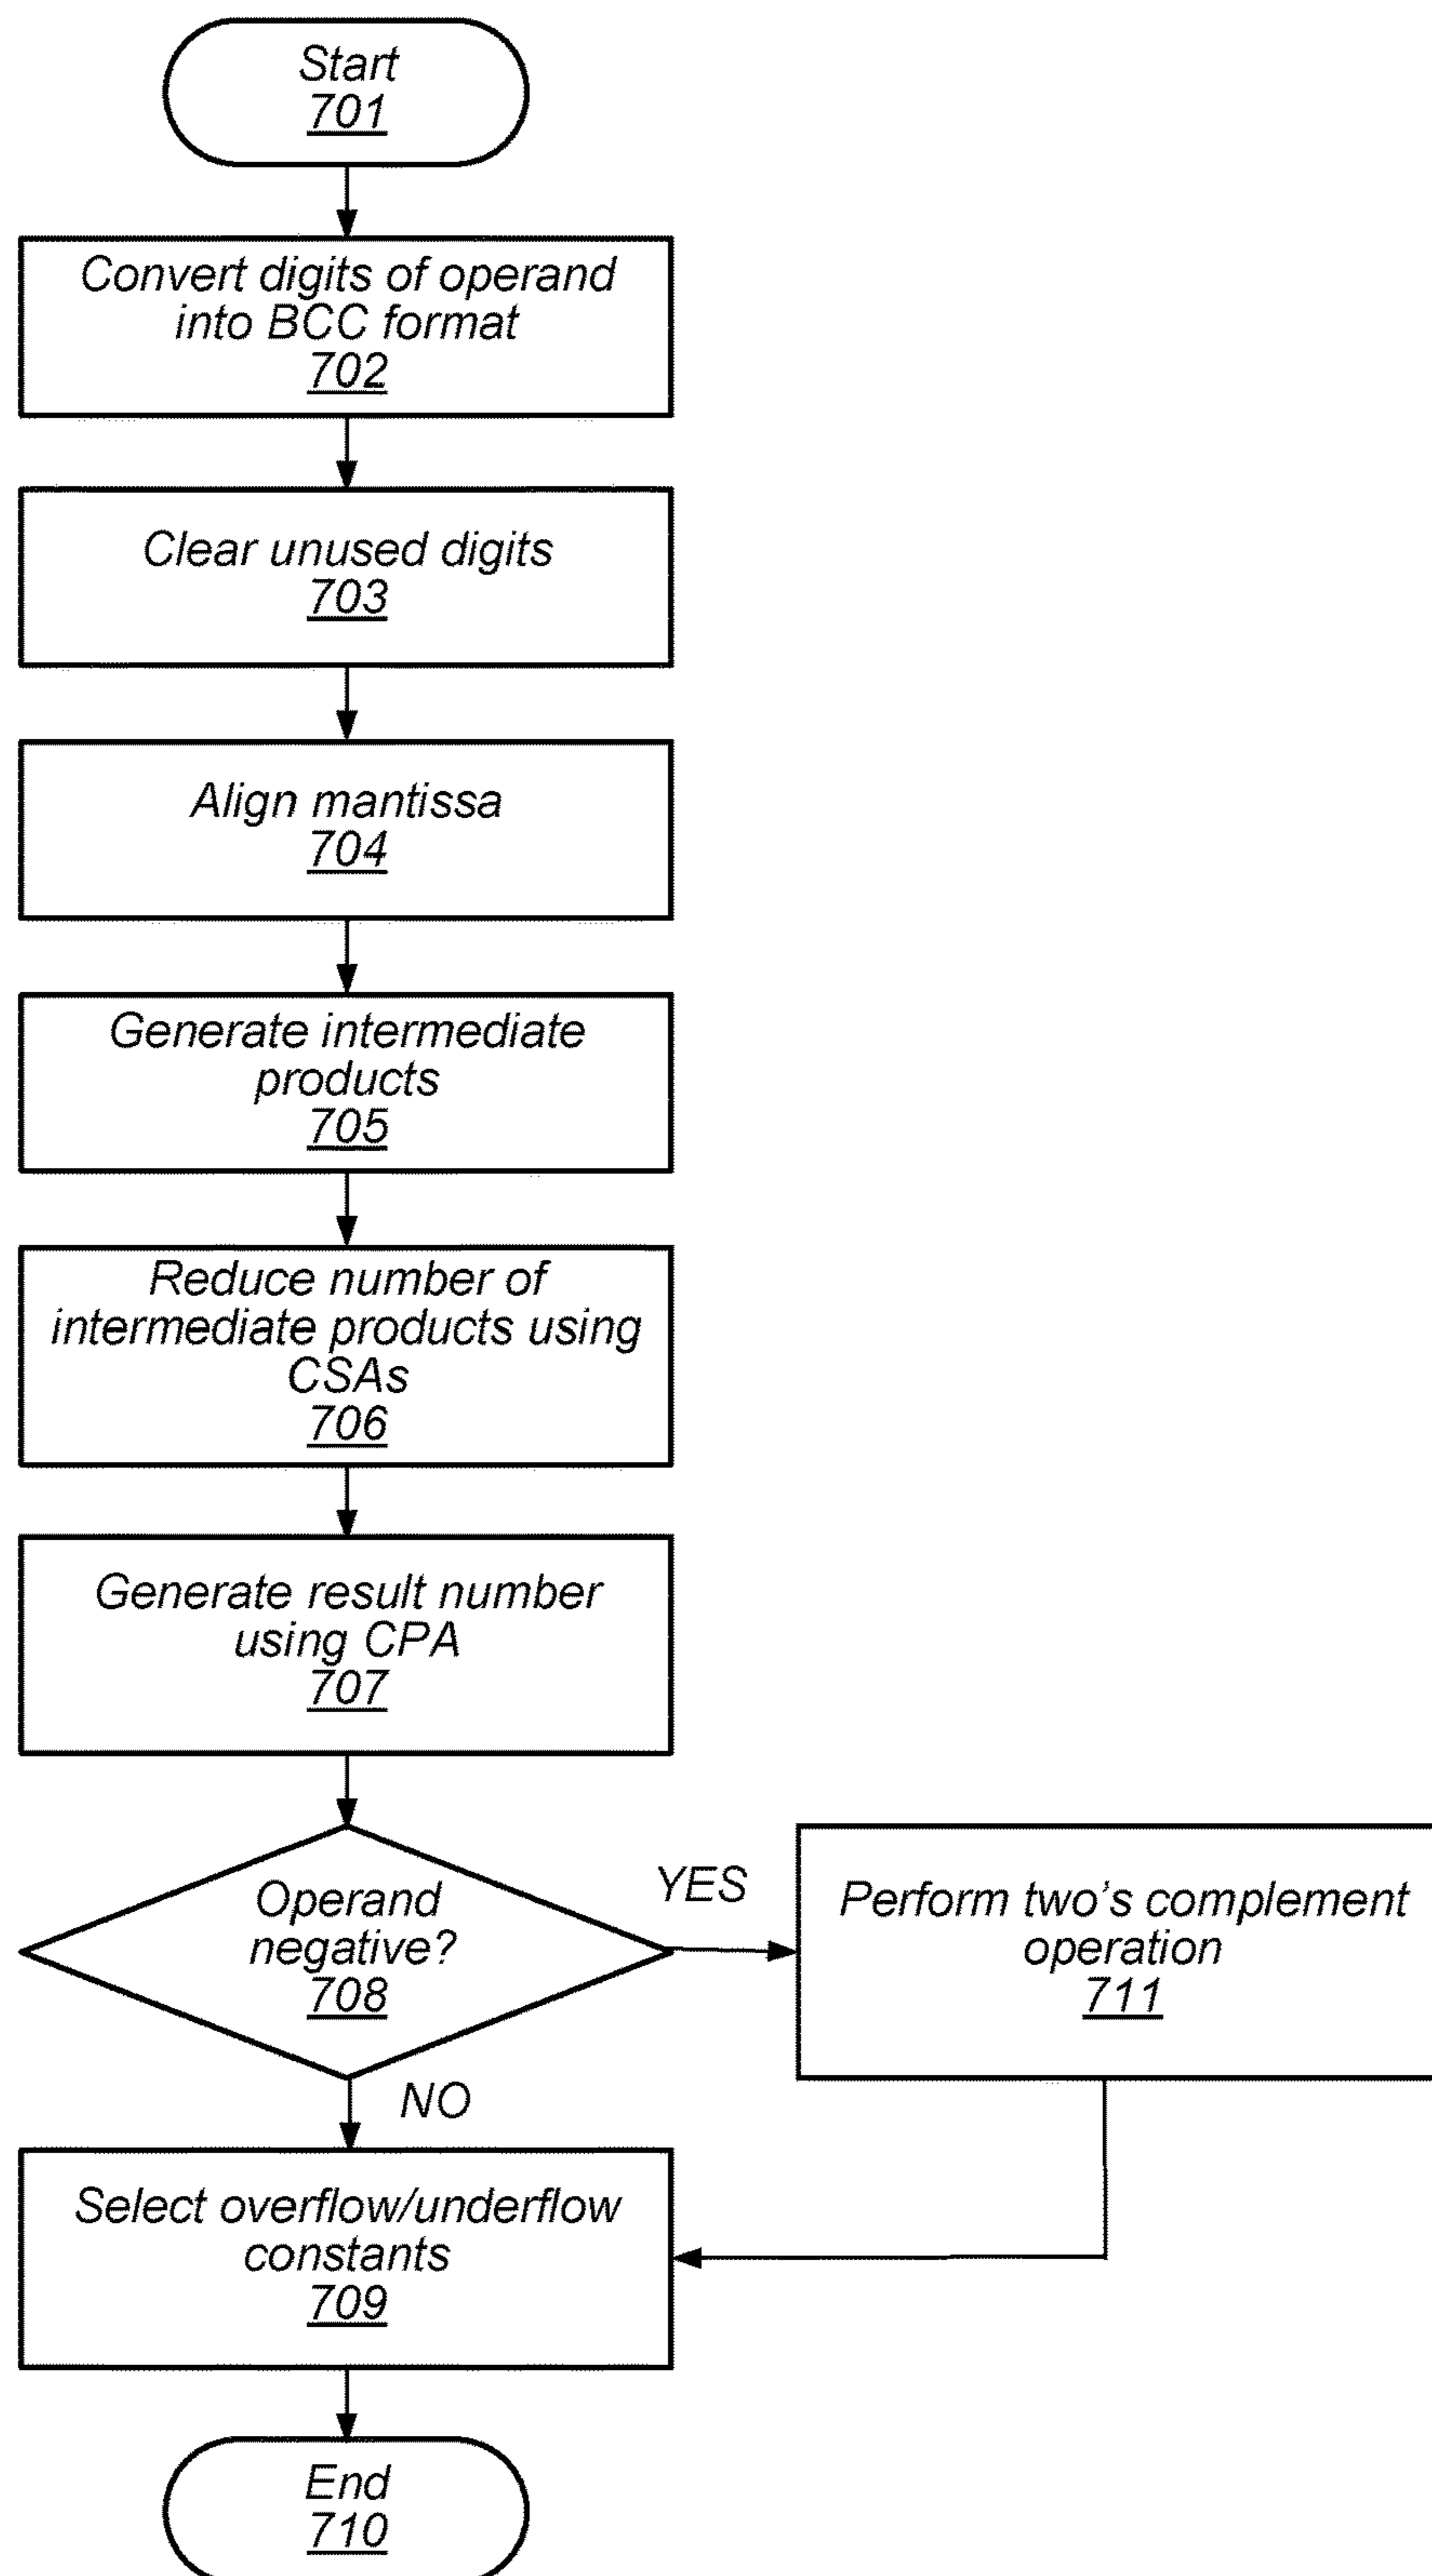 Start
701
Convert digits of operand
into BCC format
702
Clear unused digits
703
Align mantissa
704
Generate intermediate
products
705
Reduce number of
intermediate products using
CSAs
706
Generate result number
using CPA
707
Operand
negative?
708
YES
Perform two's complement
operation
711
NO
Select overflow/underflow
constants
709
End
710